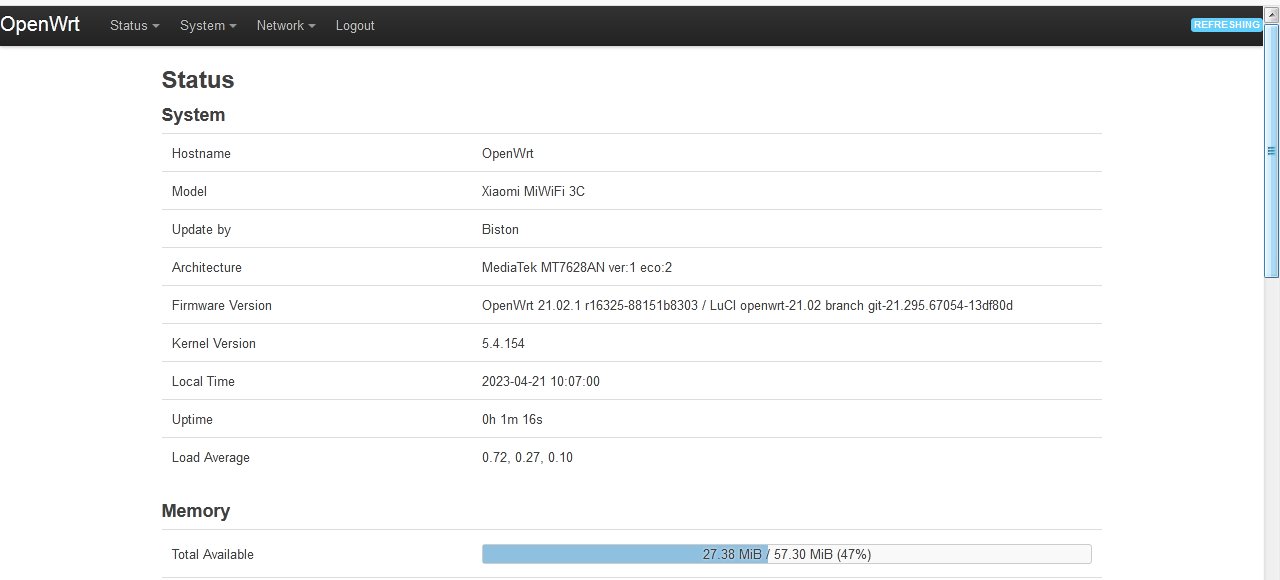 OpenWrt Status System Network Logout REFRESHING
Status
System
Hostname OpenWrt
Model Xiaomi MiWiFi 3C
Update by Biston
Architecture MediaTek MT7628AN ver:1 eco:2
Firmware Version OpenWrt 21.02.1 r16325-88151b8303 / LuCI openwrt-21.02 branch git-21.295.67054-13df80d
Kernel Version 5.4.154
Local Time 2023-04-21 10:07:00
Uptime 0h 1m 16s
Load Average 0.72, 0.27, 0.10
Memory
Total Available 27.38 MiB / 57.30 MiB (47%)